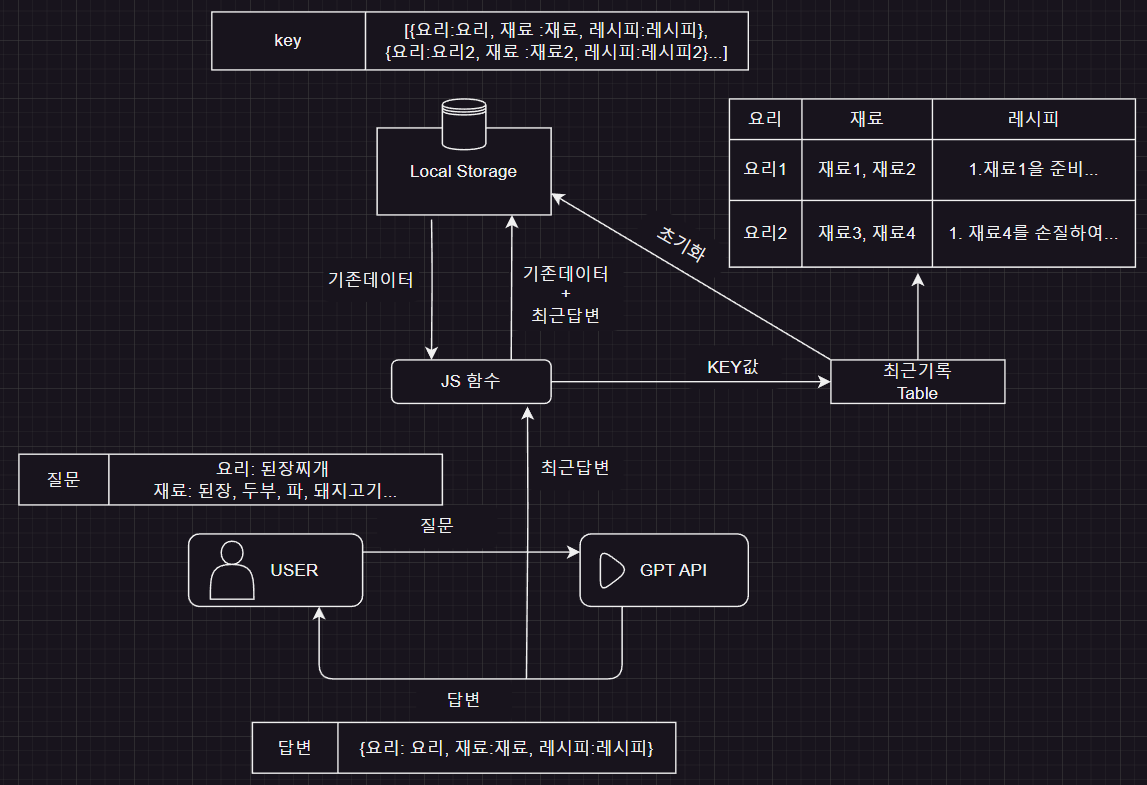 key
[{요리:요리, 재료 :재료, 레시피:레시피},
{요리:요리2, 재료 :재료2, 레시피:레시피2}...]
Local Storage
요리 재료 레시피
요리1 재료1, 재료2 1.재료1을 준비...
요리2 재료3, 재료4 1. 재료4를 손질하여...
초기화
기존데이터
기존데이터
+
최근답변
JS 함수
KEY값
최근기록
Table
질문
요리: 된장찌개
재료: 된장, 두부, 파, 돼지고기...
최근답변
질문
USER
GPT API
답변
답변 {요리: 요리, 재료:재료, 레시피:레시피}